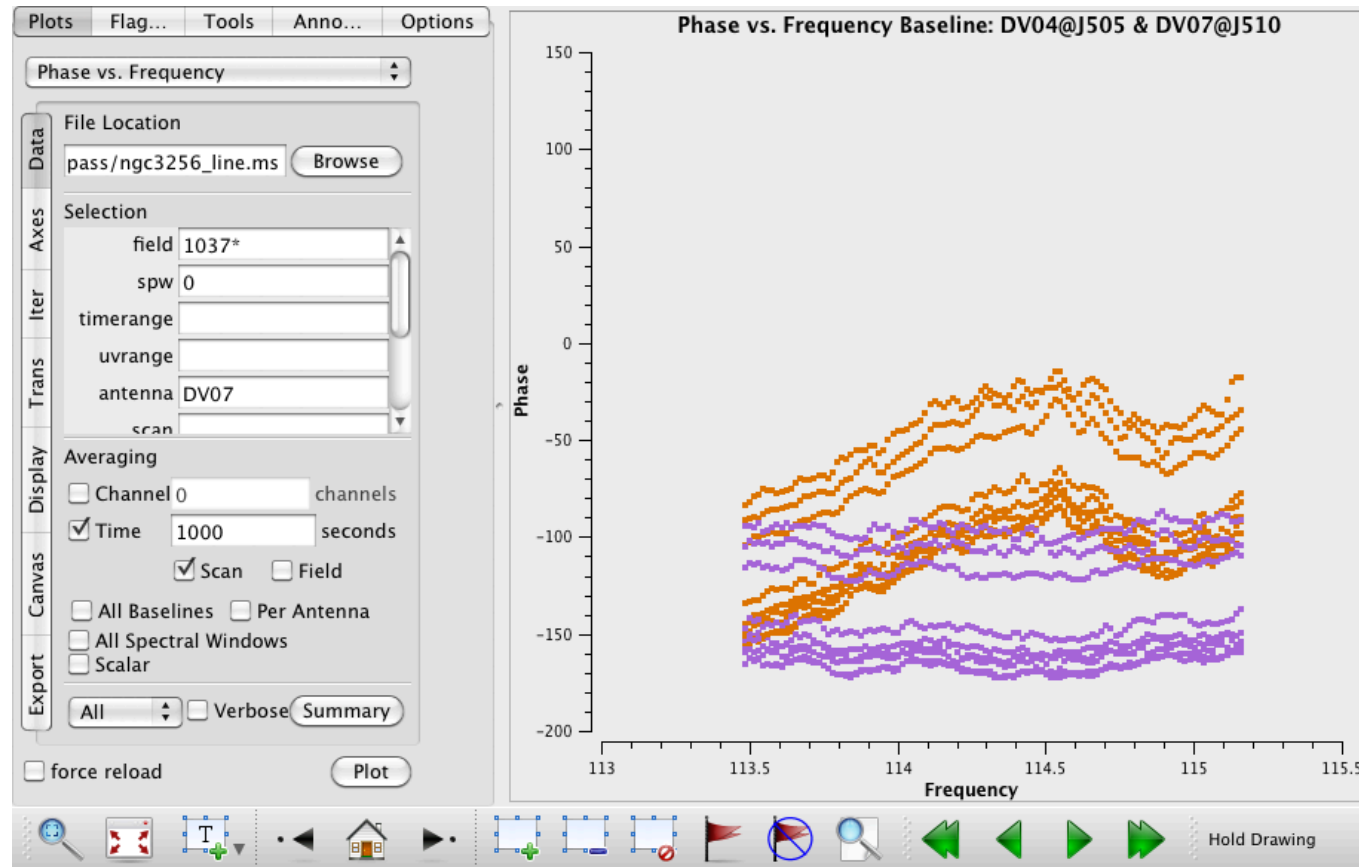 Plots Flag... Tools Anno... Options
Phase vs. Frequency
Data
Axes
Iter
Trans
Display
Canvas
Export
File Location
pass/ngc3256_line.ms Browse
Selection
field 1037*
spw 0
timerange
uvrange
antenna DV07
scan
Averaging
Channel 0 channels
Time 1000 seconds
Scan Field
All Baselines Per Antenna
All Spectral Windows
Scalar
All Verbose Summary
force reload Plot
Phase vs. Frequency Baseline: DV04@J505 & DV07@J510
150
100
50
0
-50
-100
-150
-200
Phase
113 113.5 114 114.5 115 115.5
Frequency
T
Hold Drawing